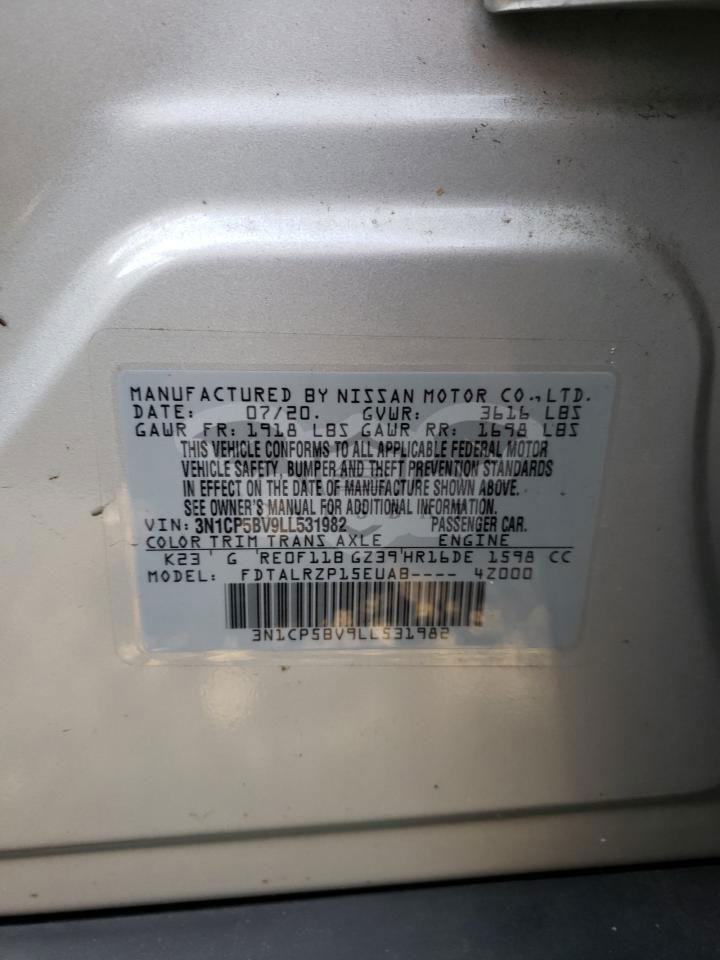 MANUFACTURED BY NISSAN MOTOR CO., LTD.
DATE: 07/20. GVWR: 3616 LBS
GAWR FR: 1918 LBS GAWR RR: 1698 LBS
THIS VEHICLE CONFORMS TO ALL APPLICABLE FEDERAL MOTOR
VEHICLE SAFETY, BUMPER AND THEFT PREVENTION STANDARDS
IN EFFECT ON THE DATE OF MANUFACTURE SHOWN ABOVE.
SEE OWNER'S MANUAL FOR ADDITIONAL INFORMATION.
VIN: 3N1CP5BV9LL531982 PASSENGER CAR.
COLOR TRIM TRANS AXLE ENGINE
K23 G RE0F11B GZ39 HR16DE 1598 CC
MODEL: FDTALRZP15EUAB---- 4Z000
3N1CP5BV9LL531982